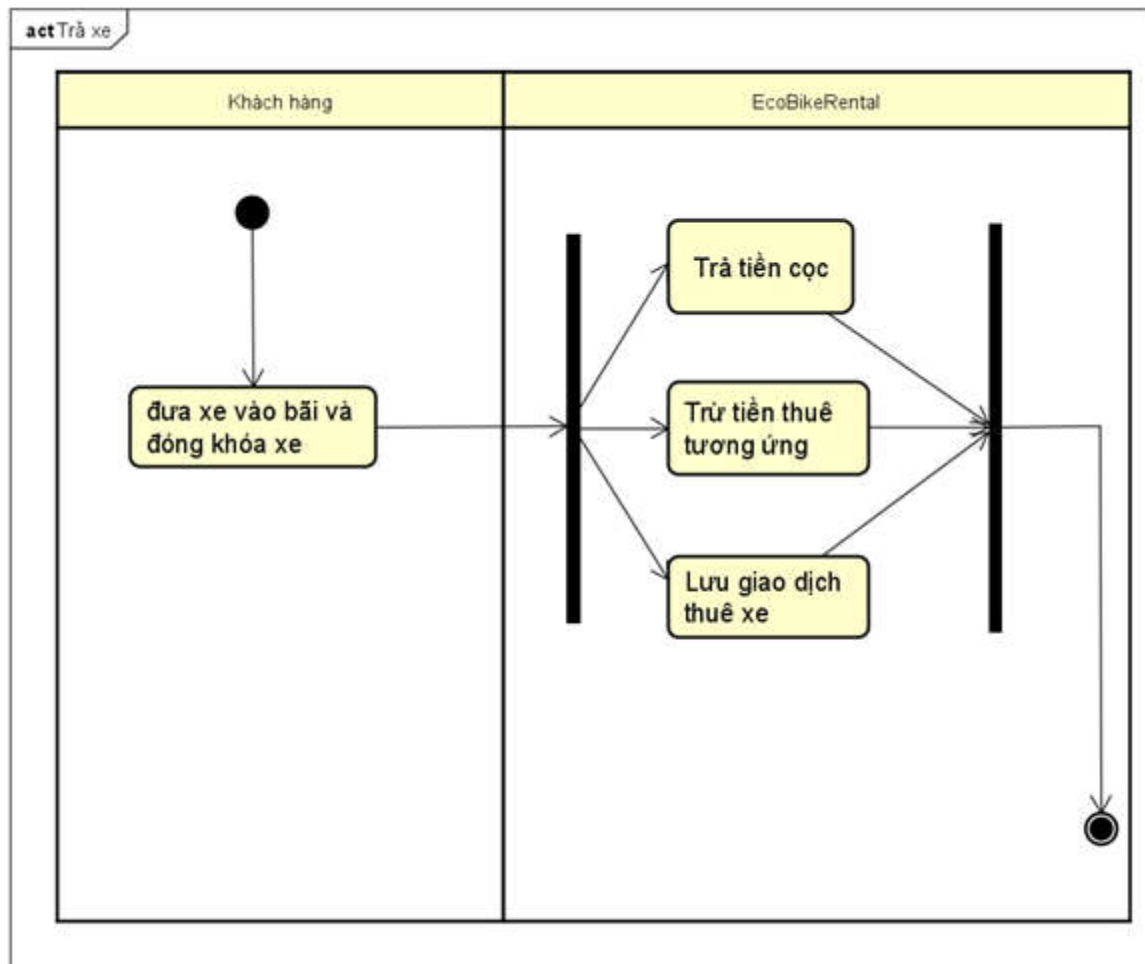 act Trả xe
Khách hàng
EcoBikeRental
Trả tiền cọc
đưa xe vào bãi và
đóng khóa xe
Trừ tiền thuê
tương ứng
Lưu giao dịch
thuê xe